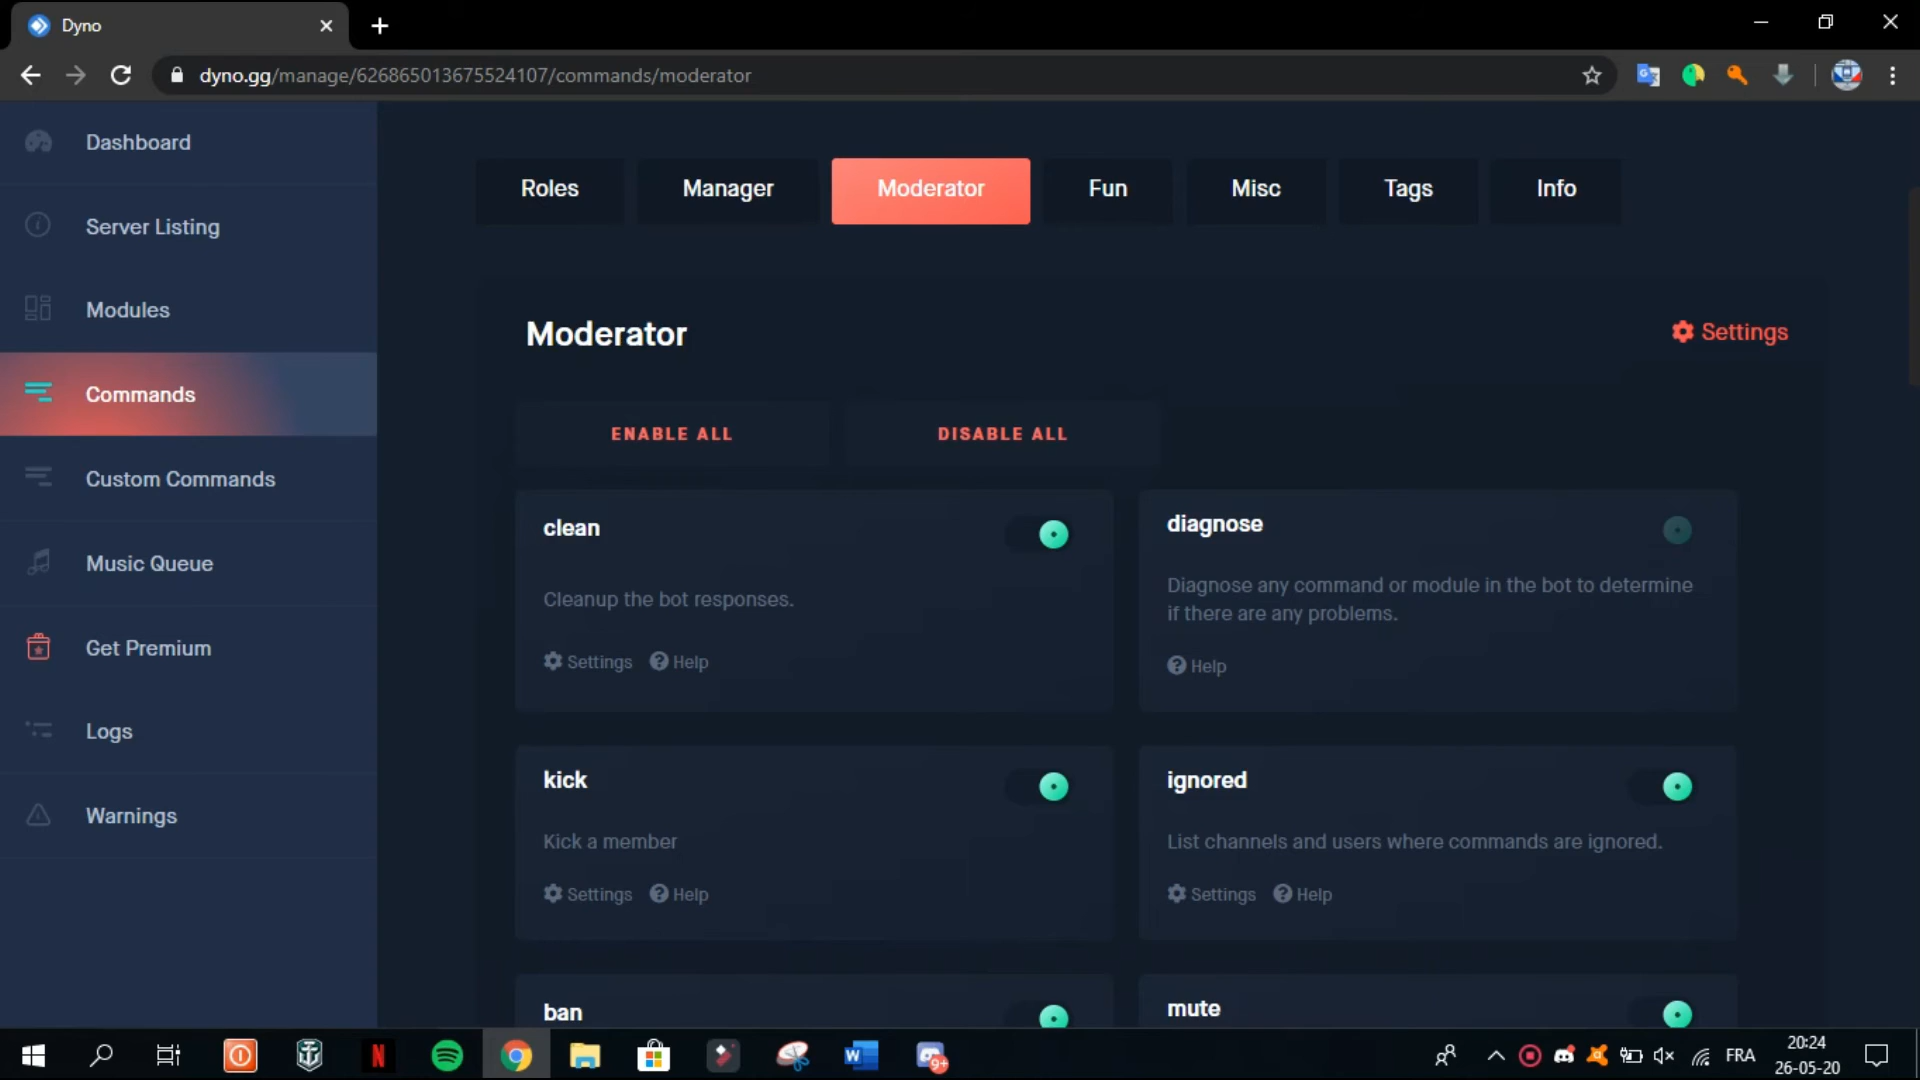 Dyno
dyno.gg/manage/626865013675524107/commands/moderator
Dashboard
Server Listing
Modules
Commands
Custom Commands
Music Queue
Get Premium
Logs
Warnings
Roles
Manager
Moderator
Fun
Misc
Tags
Info
Moderator
Settings
ENABLE ALL
DISABLE ALL
clean
Cleanup the bot responses.
Settings Help
diagnose
Diagnose any command or module in the bot to determine
if there are any problems.
Help
kick
Kick a member
Settings Help
ignored
List channels and users where commands are ignored.
Settings Help
ban
mute
9+
FRA
20:24
26-05-20